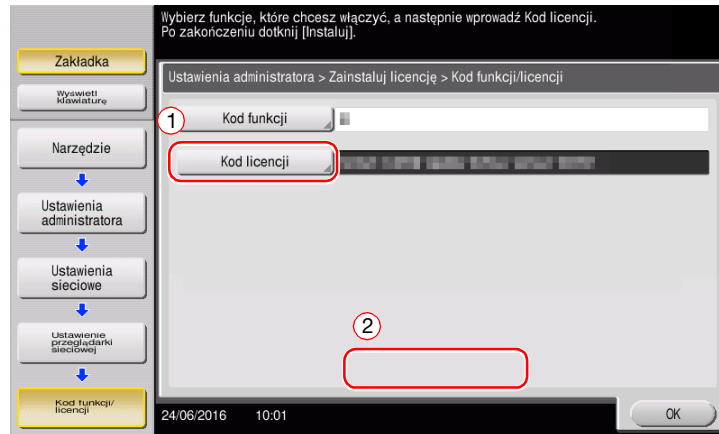 Wybierz funkcje, które chcesz włączyć, a następnie wprowadź Kod licencji.
Po zakończeniu dotknij [Instaluj].
Zakładka
Wyświetl
klawiaturę
Ustawienia administratora > Zainstaluj licencję > Kod funkcji/licencji
1
Kod funkcji
Narzędzie
Kod licencji
Ustawienia
administratora
Ustawienia
sieciowe
2
Ustawienie
przeglądarki
sieciowej
Kod funkcji/
licencji
24/06/2016 10:01
OK